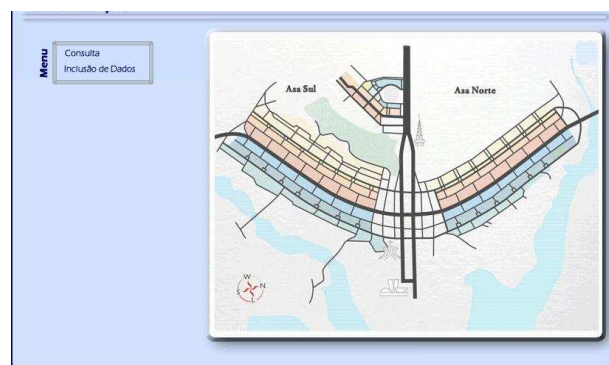 Menu
Consulta
Inclusão de Dados
Asa Sul
Asa Norte
W
N
S
L